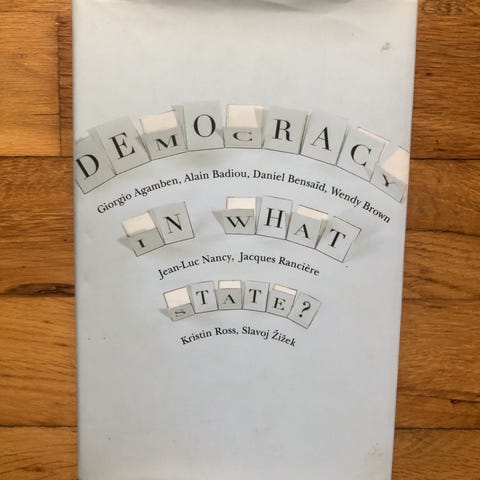 DEMOCRACY
Giorgio Agamben, Alain Badiou, Daniel Bensaïd, Wendy Brown
IN WHAT
Jean-Luc Nancy, Jacques Rancière
STATE?
Kristin Ross, Slavoj Žižek